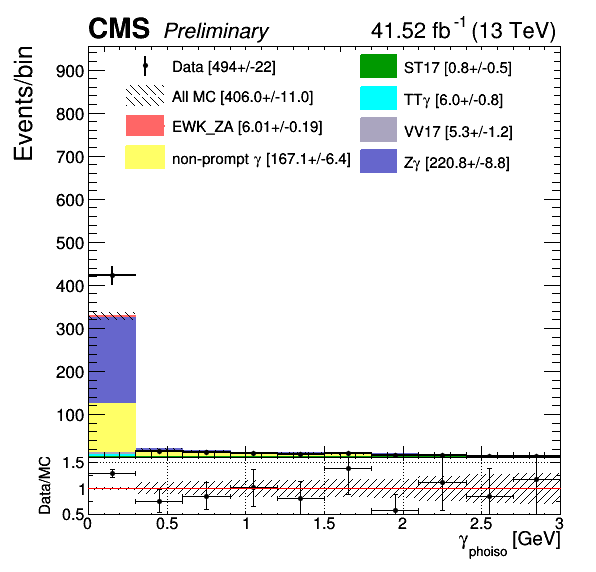 CMS Preliminary 41.52 fb⁻¹ (13 TeV)
Events/bin
900
800
700
600
500
400
300
200
100
Data [494+/-22]
All MC [406.0+/-11.0]
EWK_ZA [6.01+/-0.19]
non-prompt γ [167.1+/-6.4]
ST17 [0.8+/-0.5]
TTγ [6.0+/-0.8]
VV17 [5.3+/-1.2]
Zγ [220.8+/-8.8]
Data/MC
1.5
1
0.5
0 0.5 1 1.5 2 2.5 3
γphoiso [GeV]